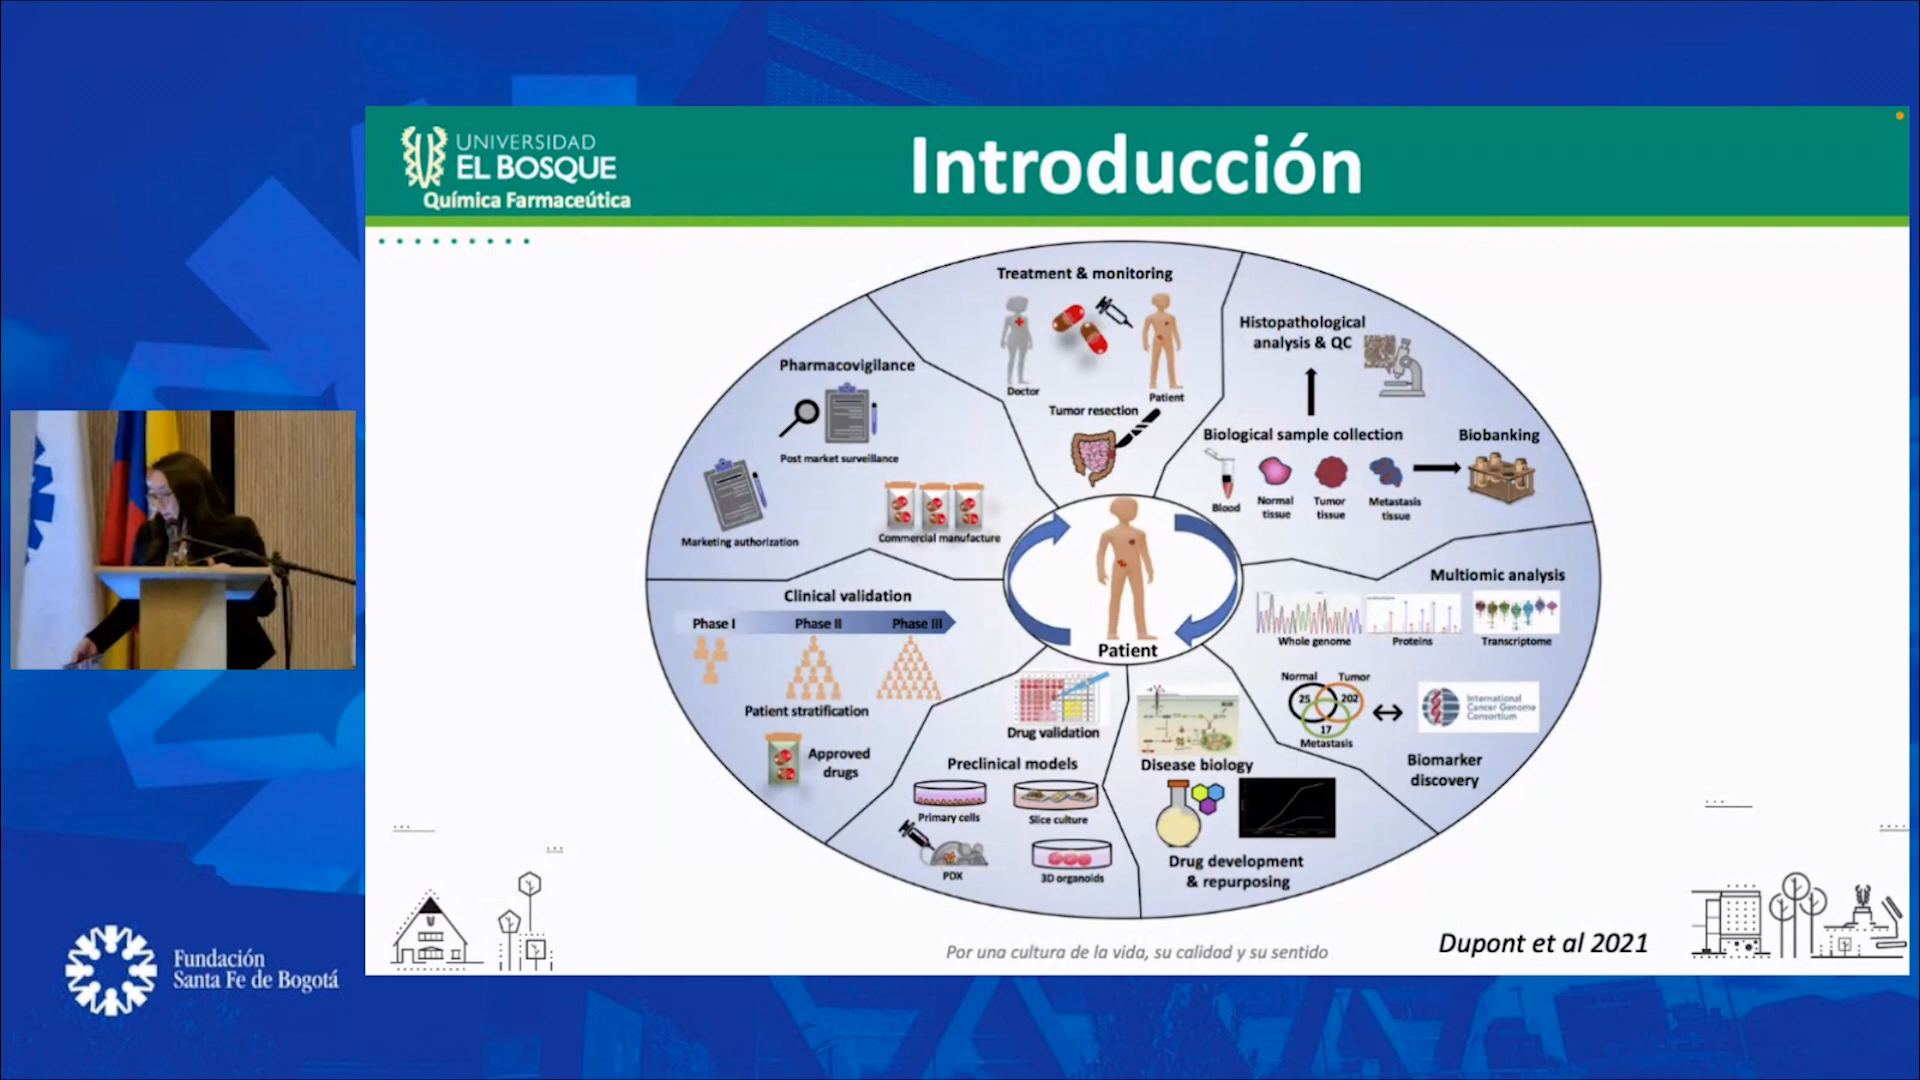 UNIVERSIDAD
EL BOSQUE
Química Farmaceútica
Introducción
Treatment & monitoring
Doctor
Patient
Tumor resection
Histopathological
analysis & QC
Biological sample collection
Biobanking
Blood
Normal
tissue
Tumor
tissue
Metastasis
tissue
Multiomic analysis
Whole genome
Proteins
Transcriptome
Normal
Tumor
25
202
17
Metastasis
International
Cancer Genome
Consortium
Biomarker
discovery
Disease biology
Drug development
& repurposing
Drug validation
Preclinical models
Primary cells
Slice culture
PDX
3D organoids
Clinical validation
Phase I
Phase II
Phase III
Patient stratification
Approved
drugs
Pharmacovigilance
Post market surveillance
Marketing authorization
Commercial manufacture
Patient
Por una cultura de la vida, su calidad y su sentido
Dupont et al 2021
Fundación
Santa Fe de Bogotá